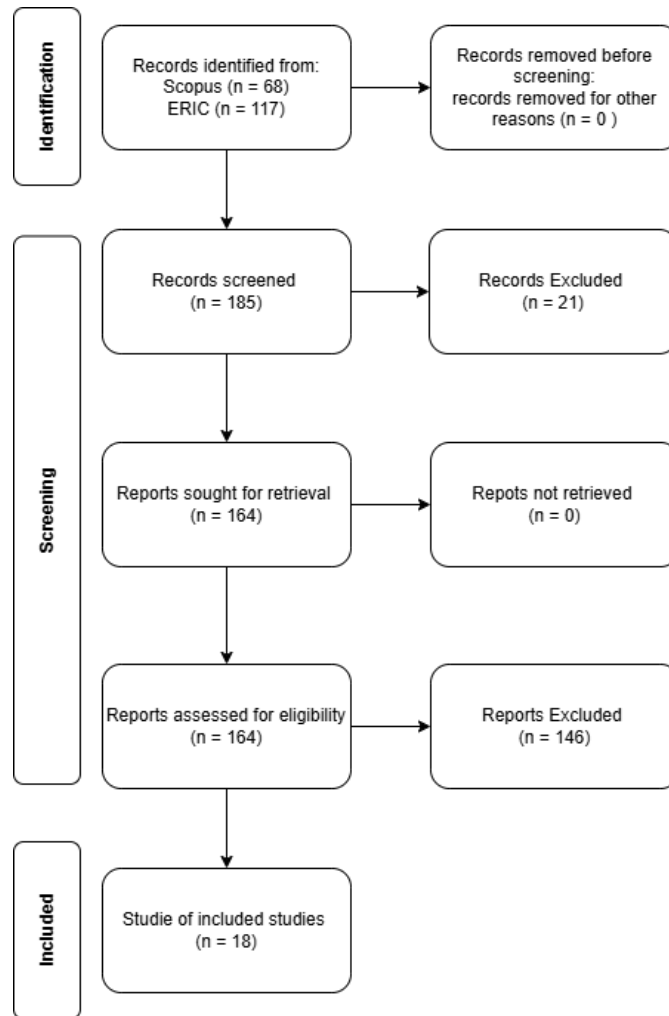 Identification
Records identified from:
Scopus (n = 68)
ERIC (n = 117)
Records removed before
screening:
records removed for other
reasons (n = 0 )
Screening
Records screened
(n = 185)
Records Excluded
(n = 21)
Reports sought for retrieval
(n = 164)
Repots not retrieved
(n = 0)
Reports assessed for eligibility
(n = 164)
Reports Excluded
(n = 146)
Included
Studie of included studies
(n = 18)